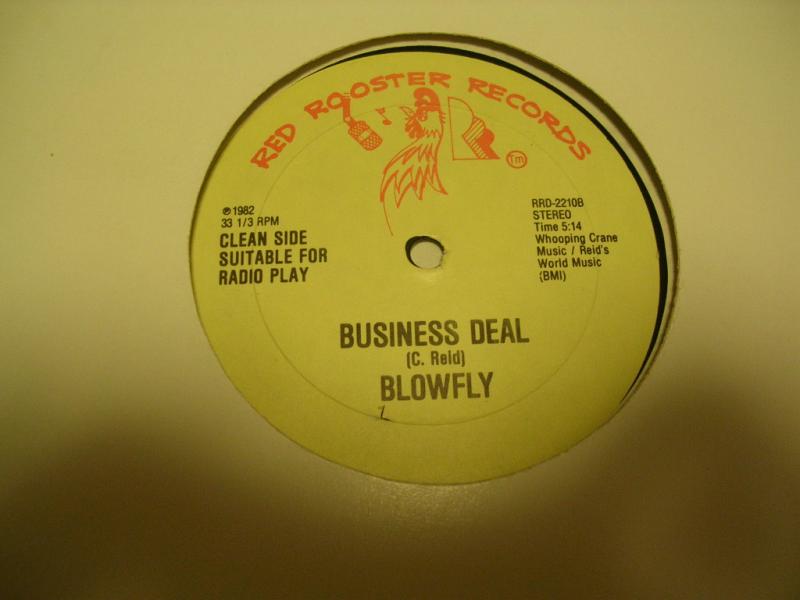 RED ROOSTER RECORDS
RR
TM
℗ 1982
33 1/3 RPM
CLEAN SIDE
SUITABLE FOR
RADIO PLAY
RRD-2210B
STEREO
Time 5:14
Whooping Crane
Music / Reid's
World Music
(BMI)
BUSINESS DEAL
(C. Reid)
BLOWFLY